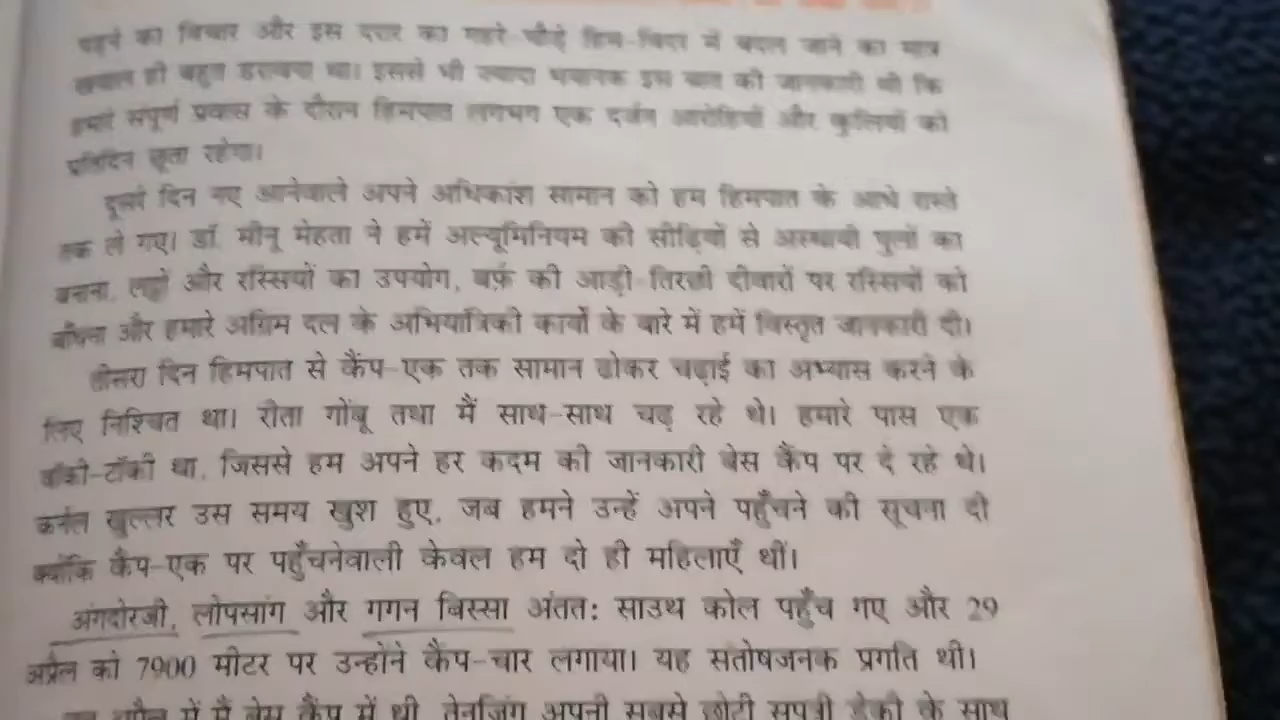 पड़ने का विचार और इस दरार का गहरे-चौड़े हिम-विदर में बदल जाने का मात्र
खयाल ही बहुत डरावना था। इससे भी ज्यादा भयानक इस बात की जानकारी थी कि
हमारे संपूर्ण प्रवास के दौरान हिमपात लगभग एक दर्जन आरोहियों और कुलियों को
प्रतिदिन छूता रहेगा।
दूसरे दिन नए आनेवाले अपने अधिकांश सामान को हम हिमपात के आधे रास्ते
तक ले गए। डॉ. मीनू मेहता ने हमें अल्यूमिनियम की सीढ़ियों से अस्थायी पुलों का
बनाना, लट्ठों और रस्सियों का उपयोग, बर्फ़ की आड़ी-तिरछी दीवारों पर रस्सियों को
बाँधना और हमारे अग्रिम दल के अभियांत्रिकी कार्यों के बारे में हमें विस्तृत जानकारी दी।
तीसरा दिन हिमपात से कैंप-एक तक सामान ढोकर चढ़ाई का अभ्यास करने के
लिए निश्चित था। रीता गोंबू तथा मैं साथ-साथ चढ़ रहे थे। हमारे पास एक
वॉकी-टॉकी था, जिससे हम अपने हर कदम की जानकारी बेस कैंप पर दे रहे थे।
कर्नल खुल्लर उस समय खुश हुए, जब हमने उन्हें अपने पहुँचने की सूचना दी
क्योंकि कैंप-एक पर पहुँचनेवाली केवल हम दो ही महिलाएँ थीं।
अंगदोरजी, लोपसांग और गगन बिस्सा अंततः साउथ कोल पहुँच गए और 29
अप्रैल को 7900 मीटर पर उन्होंने कैंप-चार लगाया। यह संतोषजनक प्रगति थी।
अप्रैल में मैं बेस कैंप में थी, तेनजिंग अपनी सबसे छोटी सुपुत्री डेकी के साथ